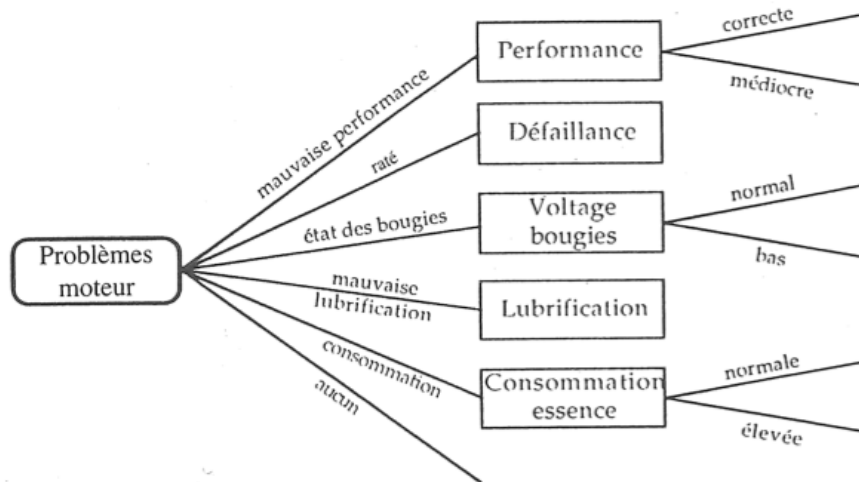 correcte
Performance
médiocre
mauvaise performance
Défaillance
raté
normal
Voltage
bougies
état des bougies
bas
Problèmes
moteur
mauvaise
lubrification
Lubrification
consommation
normale
Consommation
essence
aucun
élevée